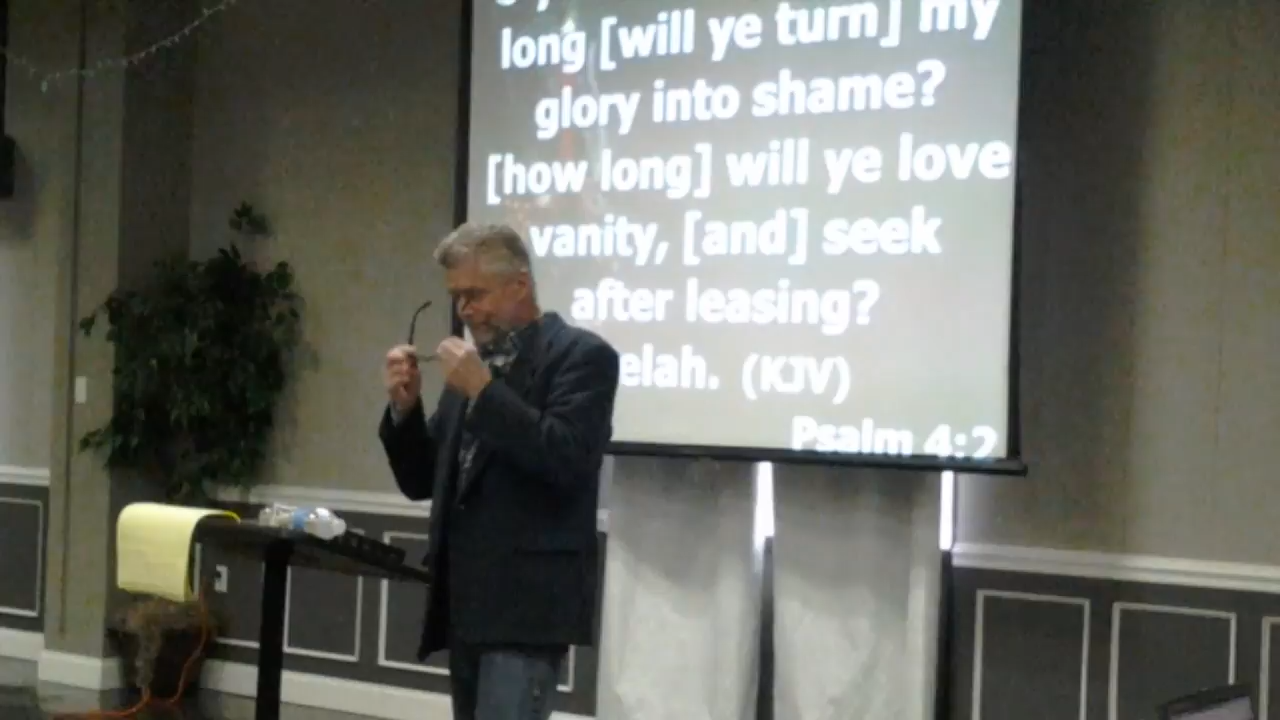 long [will ye turn] my
glory into shame?
[how long] will ye love
vanity, [and] seek
after leasing?
elah. (KJV)
Psalm 4:2